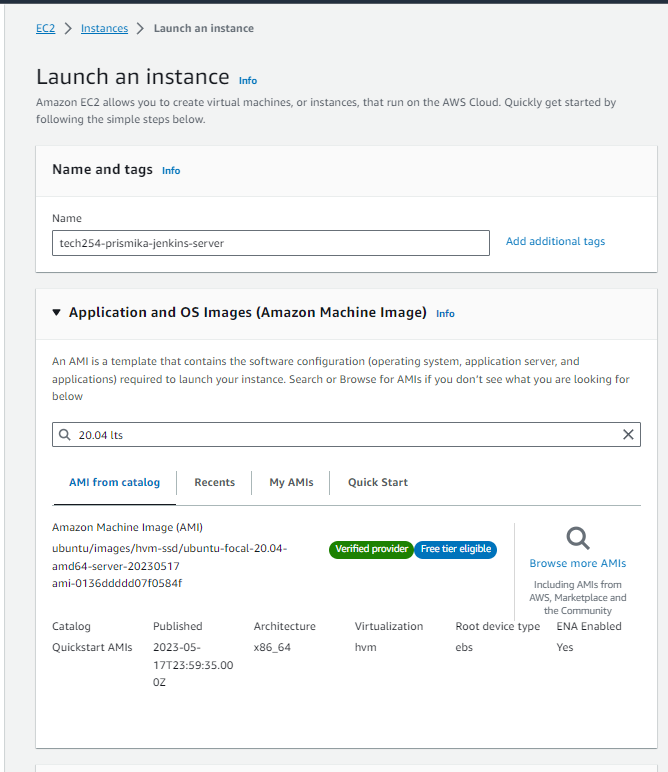 EC2 > Instances > Launch an instance
Launch an instance Info
Amazon EC2 allows you to create virtual machines, or instances, that run on the AWS Cloud. Quickly get started by
following the simple steps below.
Name and tags Info
Name
tech254-prismika-jenkins-server
Add additional tags
Application and OS Images (Amazon Machine Image) Info
An AMI is a template that contains the software configuration (operating system, application server, and
applications) required to launch your instance. Search or Browse for AMIs if you don't see what you are looking for
below
20.04 lts
AMI from catalog Recents My AMIs Quick Start
Amazon Machine Image (AMI)
ubuntu/images/hvm-ssd/ubuntu-focal-20.04-
amd64-server-20230517
ami-0136ddddd07f0584f
Verified provider Free tier eligible
Browse more AMIs
Including AMIs from
AWS, Marketplace and
the Community
Catalog Published Architecture Virtualization Root device type ENA Enabled
Quickstart AMIs 2023-05- x86_64 hvm ebs Yes
17T23:59:35.00
0Z